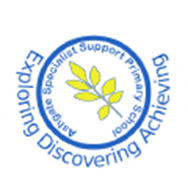 Ashgate Specialist Support Primary School
Exploring Discovering Achieving